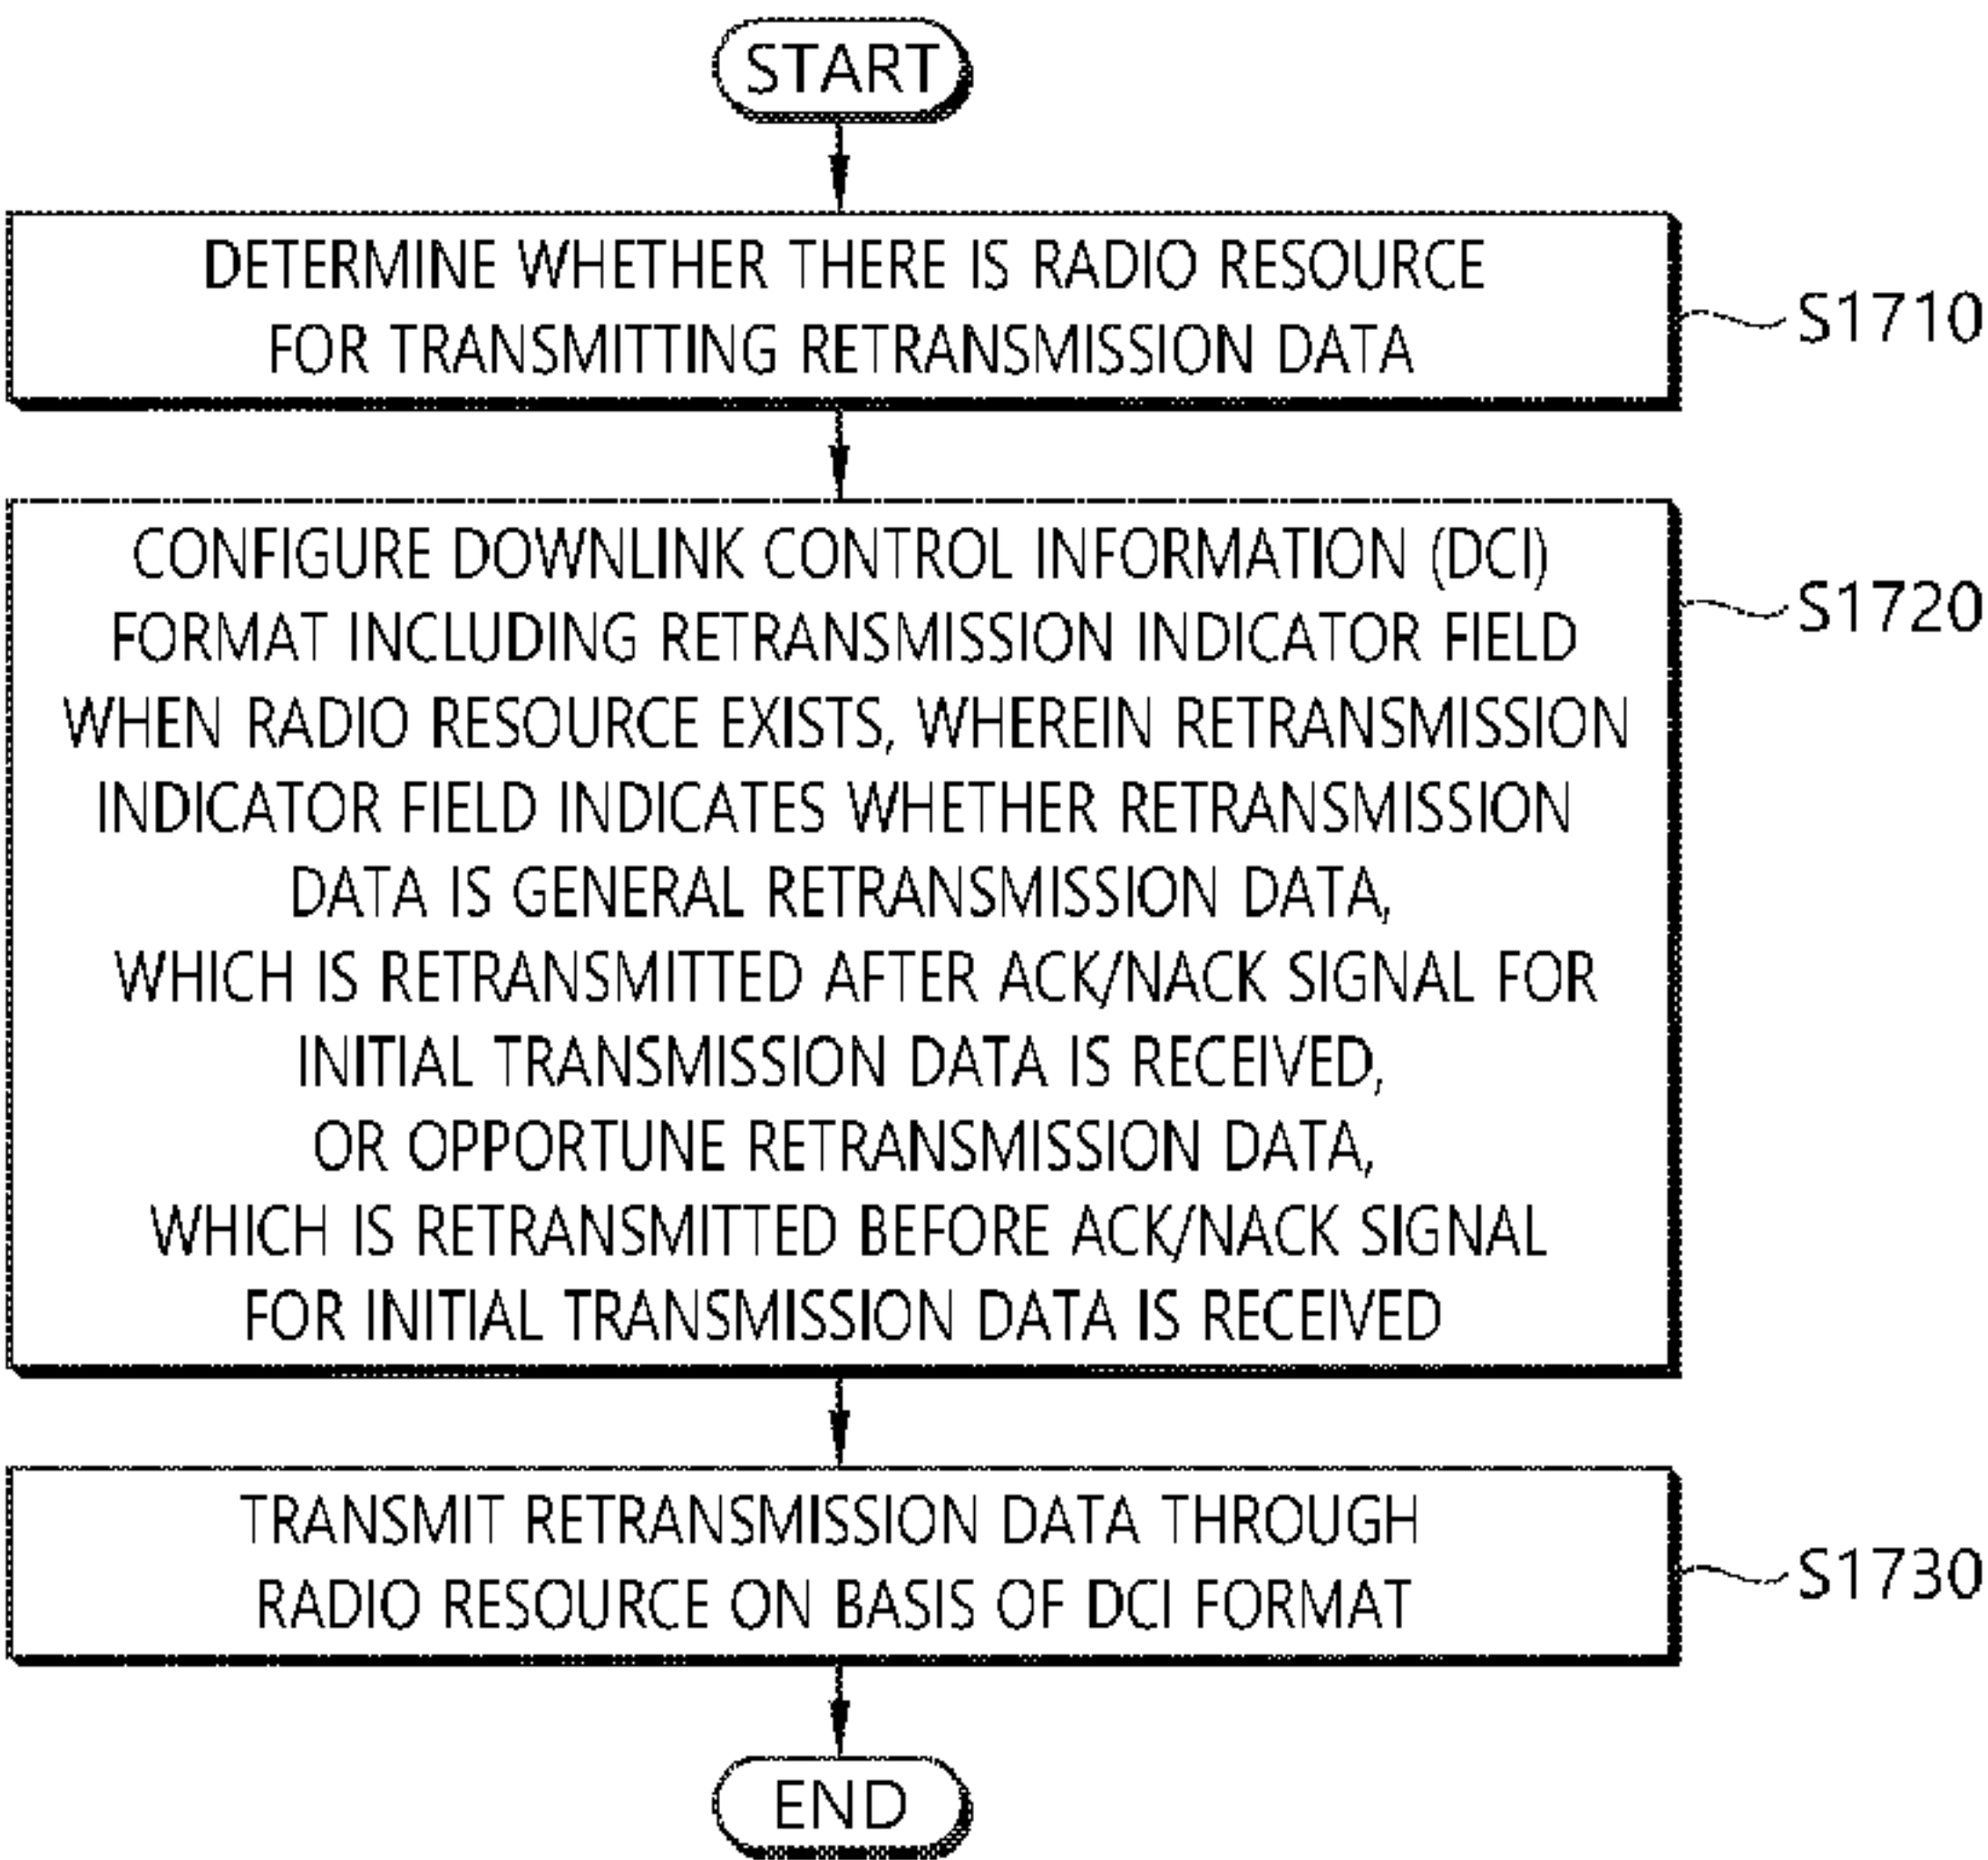 START
DETERMINE WHETHER THERE IS RADIO RESOURCE
FOR TRANSMITTING RETRANSMISSION DATA
S1710
CONFIGURE DOWNLINK CONTROL INFORMATION (DCI)
FORMAT INCLUDING RETRANSMISSION INDICATOR FIELD
WHEN RADIO RESOURCE EXISTS, WHEREIN RETRANSMISSION
INDICATOR FIELD INDICATES WHETHER RETRANSMISSION
DATA IS GENERAL RETRANSMISSION DATA,
WHICH IS RETRANSMITTED AFTER ACK/NACK SIGNAL FOR
INITIAL TRANSMISSION DATA IS RECEIVED,
OR OPPORTUNE RETRANSMISSION DATA,
WHICH IS RETRANSMITTED BEFORE ACK/NACK SIGNAL
FOR INITIAL TRANSMISSION DATA IS RECEIVED
S1720
TRANSMIT RETRANSMISSION DATA THROUGH
RADIO RESOURCE ON BASIS OF DCI FORMAT
S1730
END